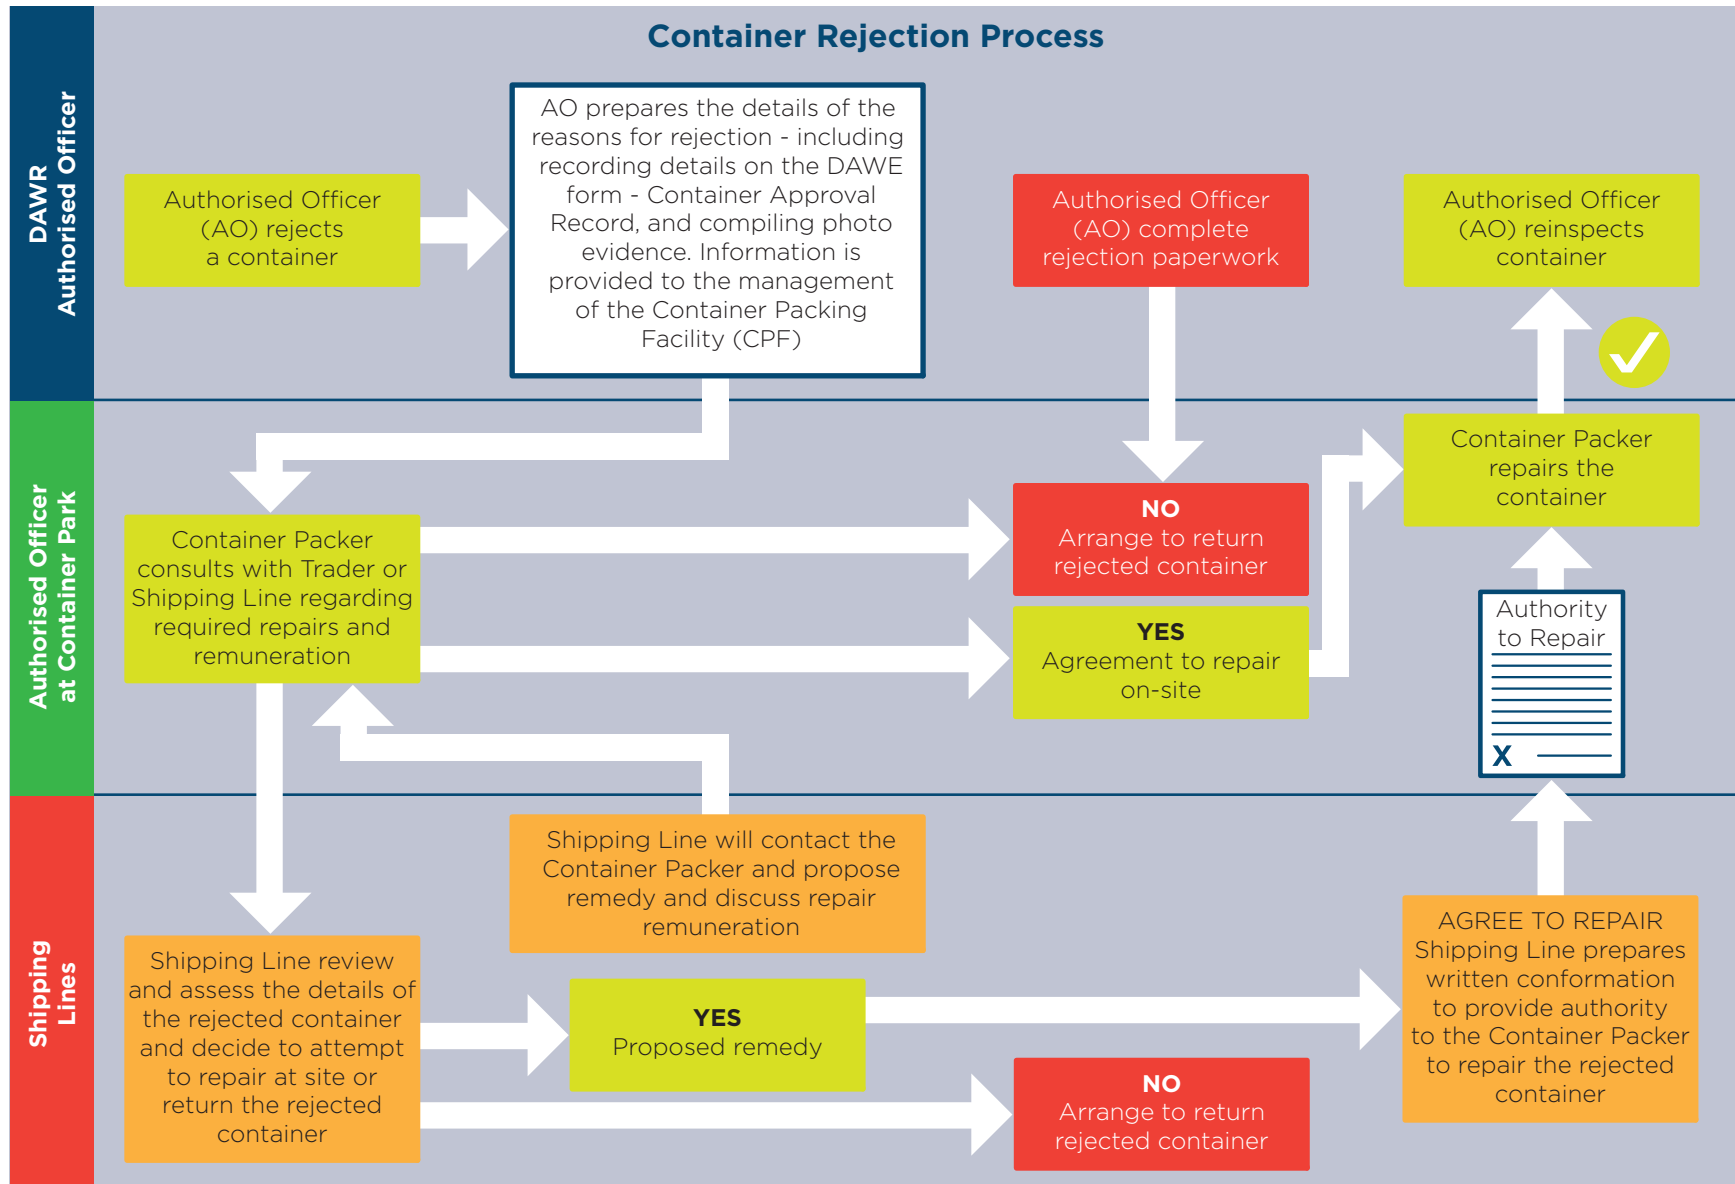 Container Rejection Process
DAWR
Authorised Officer
Authorised Officer
(AO) rejects
a container
AO prepares the details of the
reasons for rejection - including
recording details on the DAWE
form - Container Approval
Record, and compiling photo
evidence. Information is
provided to the management
of the Container Packing
Facility (CPF)
Authorised Officer
(AO) complete
rejection paperwork
Authorised Officer
(AO) reinspects
container
Authorised Officer
at Container Park
Container Packer
consults with Trader or
Shipping Line regarding
required repairs and
remuneration
NO
Arrange to return
rejected container
YES
Agreement to repair
on-site
Container Packer
repairs the
container
Authority
to Repair
X
Shipping
Lines
Shipping Line will contact the
Container Packer and propose
remedy and discuss repair
remuneration
Shipping Line review
and assess the details of
the rejected container
and decide to attempt
to repair at site or
return the rejected
container
YES
Proposed remedy
NO
Arrange to return
rejected container
AGREE TO REPAIR
Shipping Line prepares
written conformation
to provide authority
to the Container Packer
to repair the rejected
container